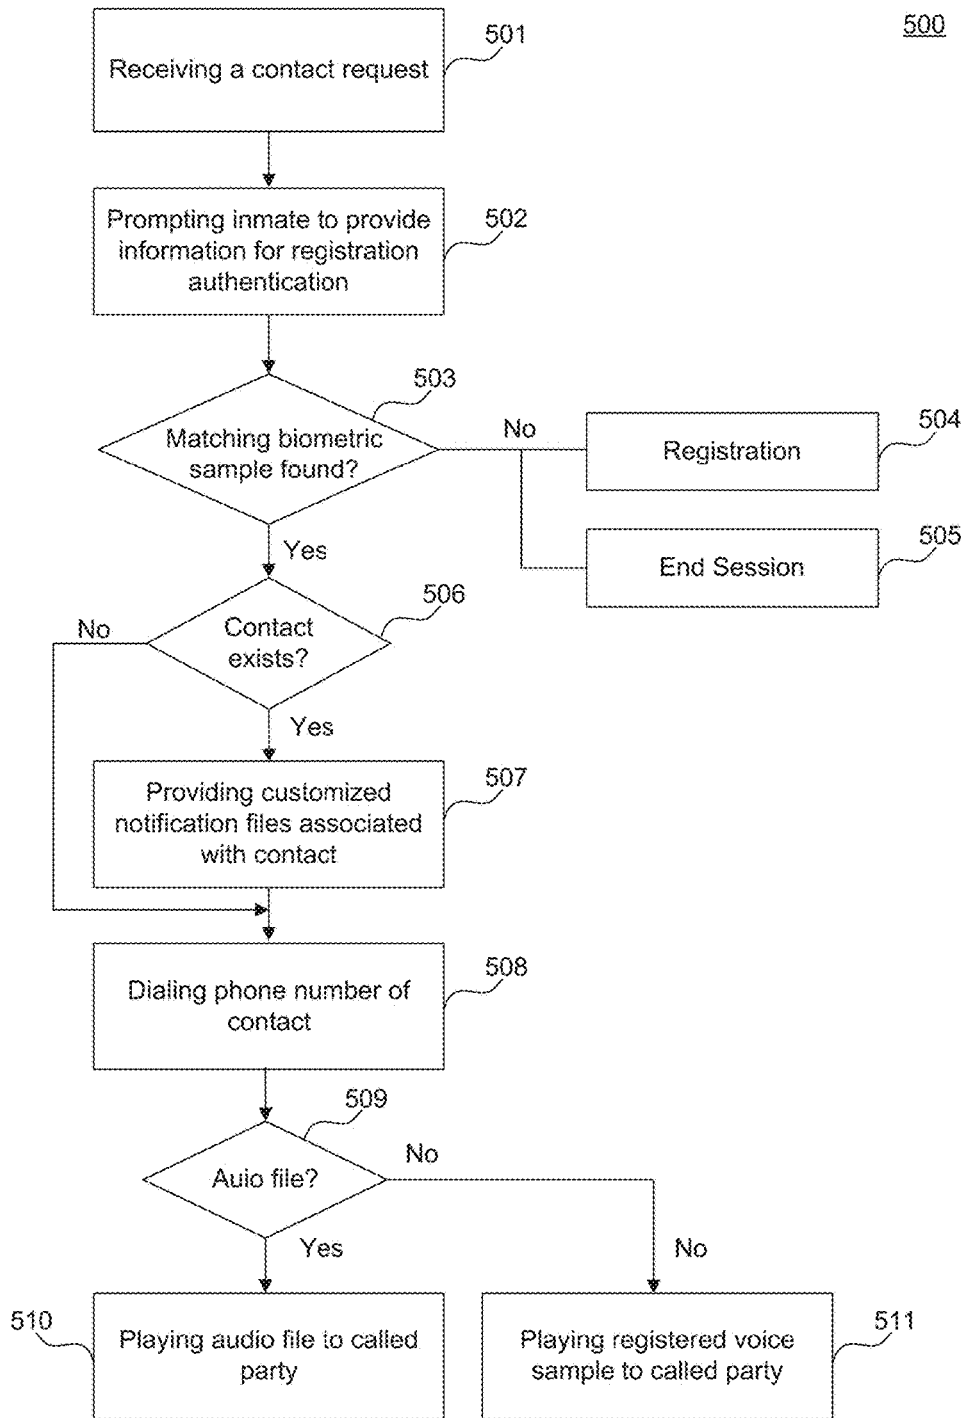 500
501
Receiving a contact request
502
Prompting inmate to provide
information for registration
authentication
503
Matching biometric
sample found?
No
504
Registration
505
End Session
Yes
506
Contact
exists?
No
Yes
507
Providing customized
notification files associated
with contact
508
Dialing phone number of
contact
509
Auio file?
No
Yes
No
510
Playing audio file to called
party
511
Playing registered voice
sample to called party